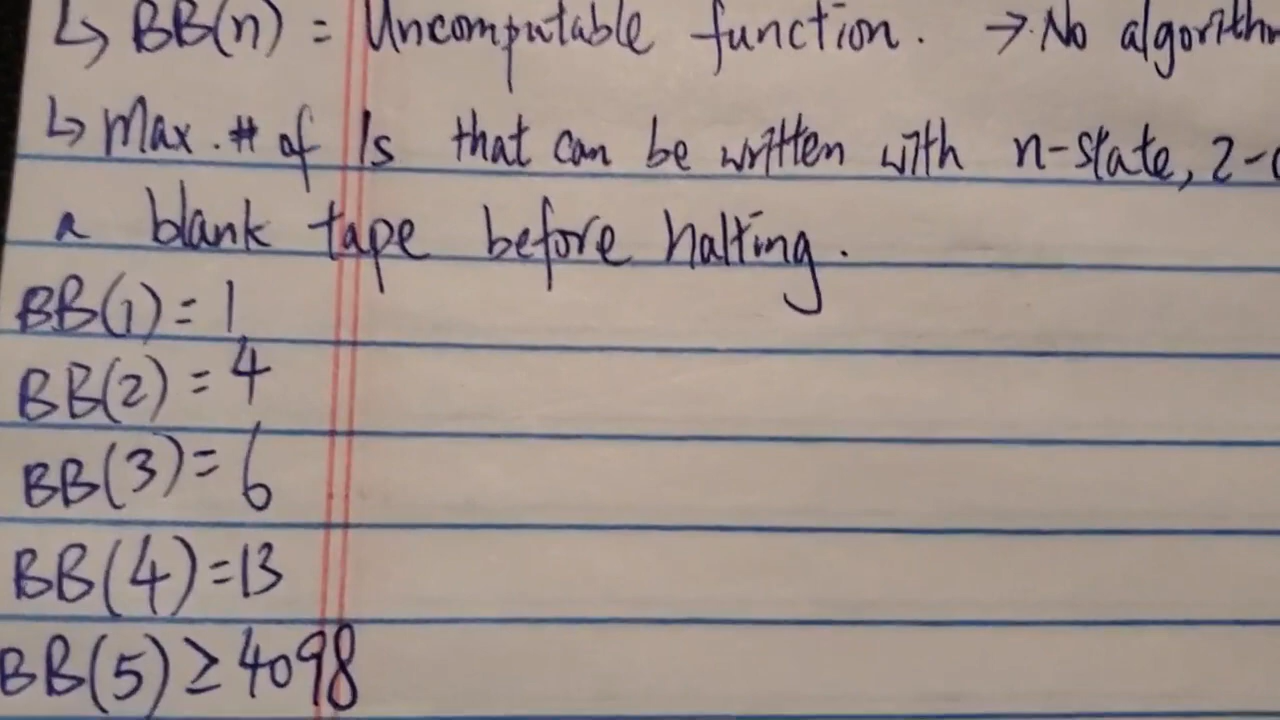 ↳ BB(n) = Uncomputable function. → No algorithm
↳ Max. # of 1s that can be written with n-state, 2-
a blank tape before halting.
BB(1) = 1
BB(2) = 4
BB(3) = 6
BB(4) = 13
BB(5) ≥ 4098